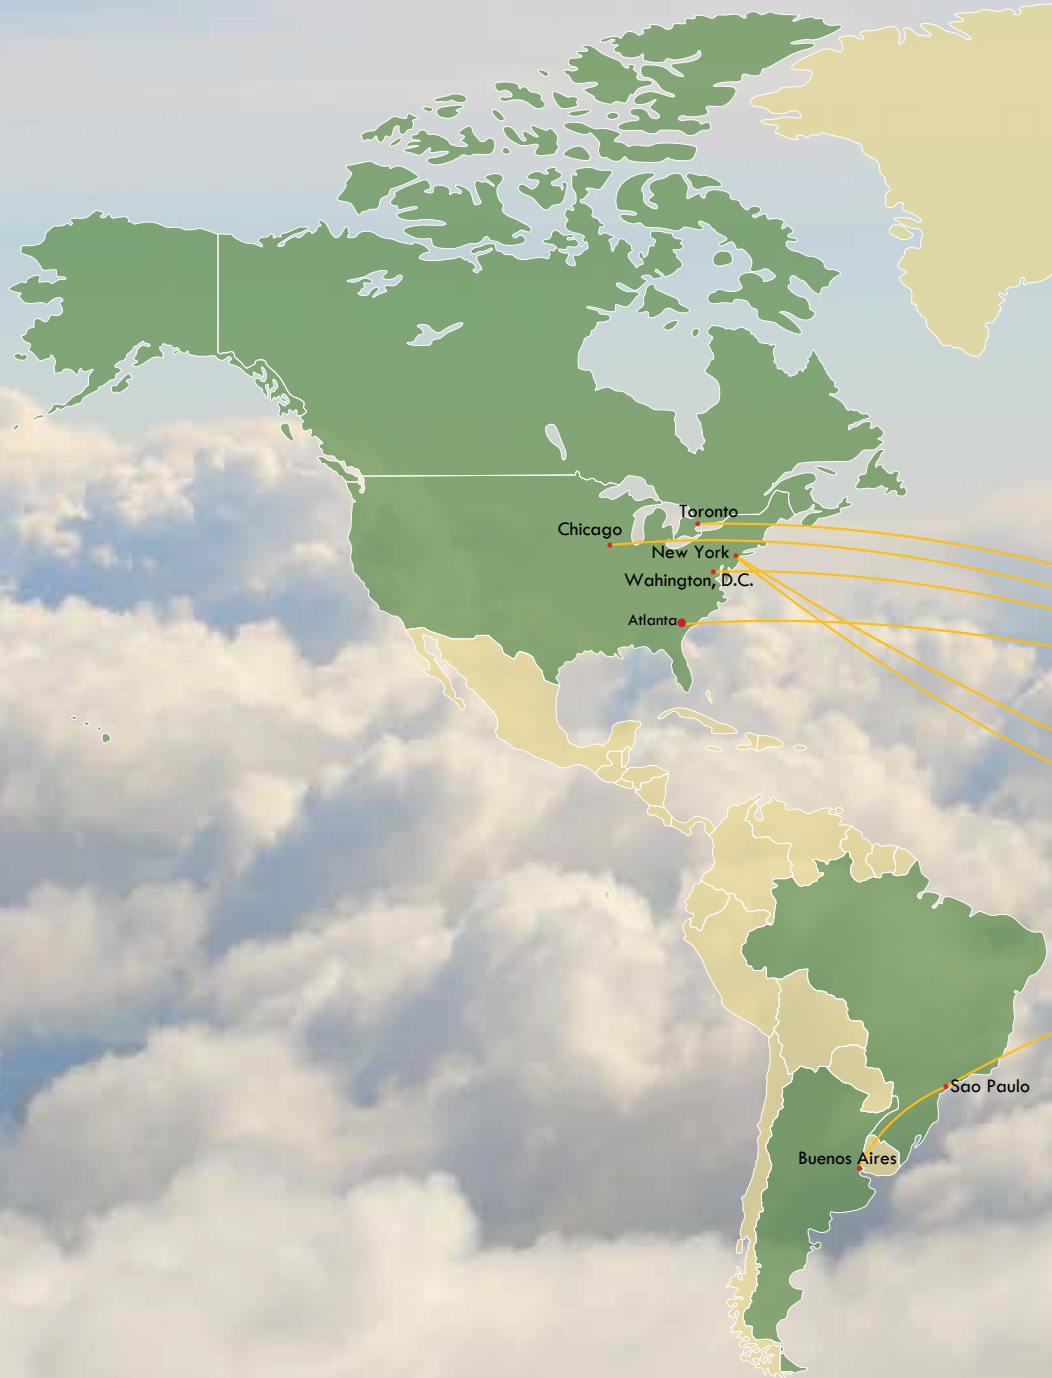 Toronto
Chicago
New York
Wahington, D.C.
Atlanta
Sao Paulo
Buenos Aires